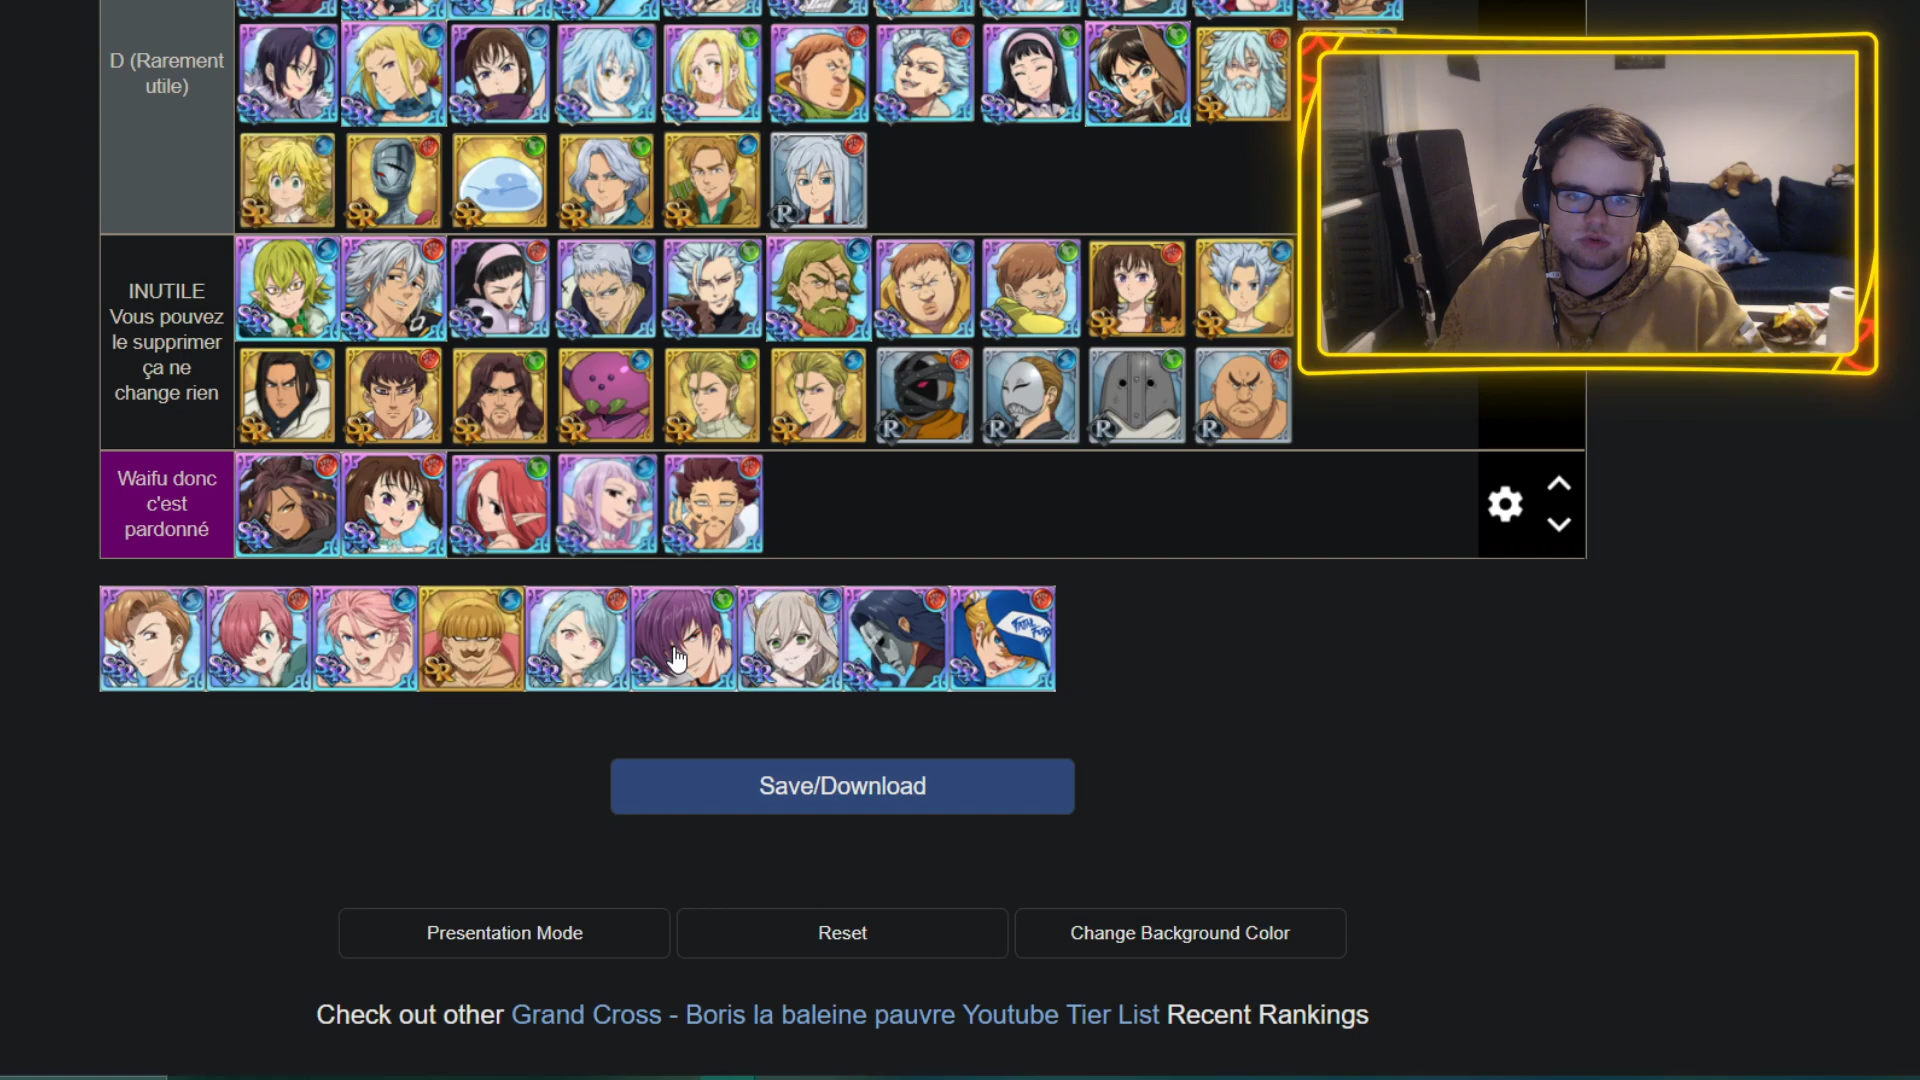 D (Rarement
utile)
INUTILE
Vous pouvez
le supprimer
ça ne
change rien
Waifu donc
c'est
pardonné
Save/Download
Presentation Mode
Reset
Change Background Color
Check out other Grand Cross - Boris la baleine pauvre Youtube Tier List Recent Rankings